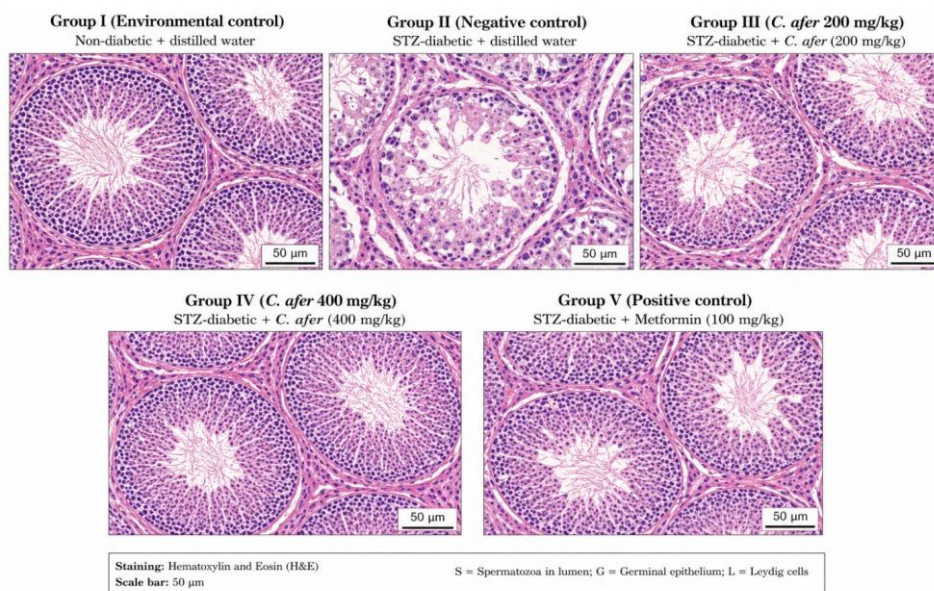 Group I (Environmental control)
Non-diabetic + distilled water
Group II (Negative control)
STZ-diabetic + distilled water
Group III (C. afer 200 mg/kg)
STZ-diabetic + C. afer (200 mg/kg)
50 µm
50 µm
50 µm
Group IV (C. afer 400 mg/kg)
STZ-diabetic + C. afer (400 mg/kg)
Group V (Positive control)
STZ-diabetic + Metformin (100 mg/kg)
50 µm
50 µm
Staining: Hematoxylin and Eosin (H&E)
Scale bar: 50 µm
S = Spermatozoa in lumen; G = Germinal epithelium; L = Leydig cells